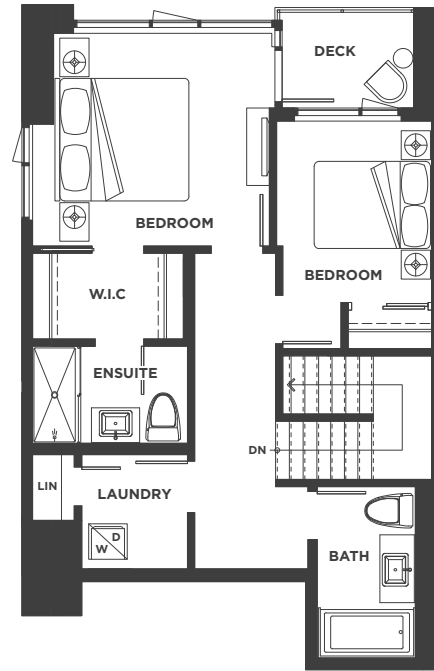 DECK
BEDROOM
BEDROOM
W.I.C
ENSUITE
DN
LIN
LAUNDRY
D
W
BATH